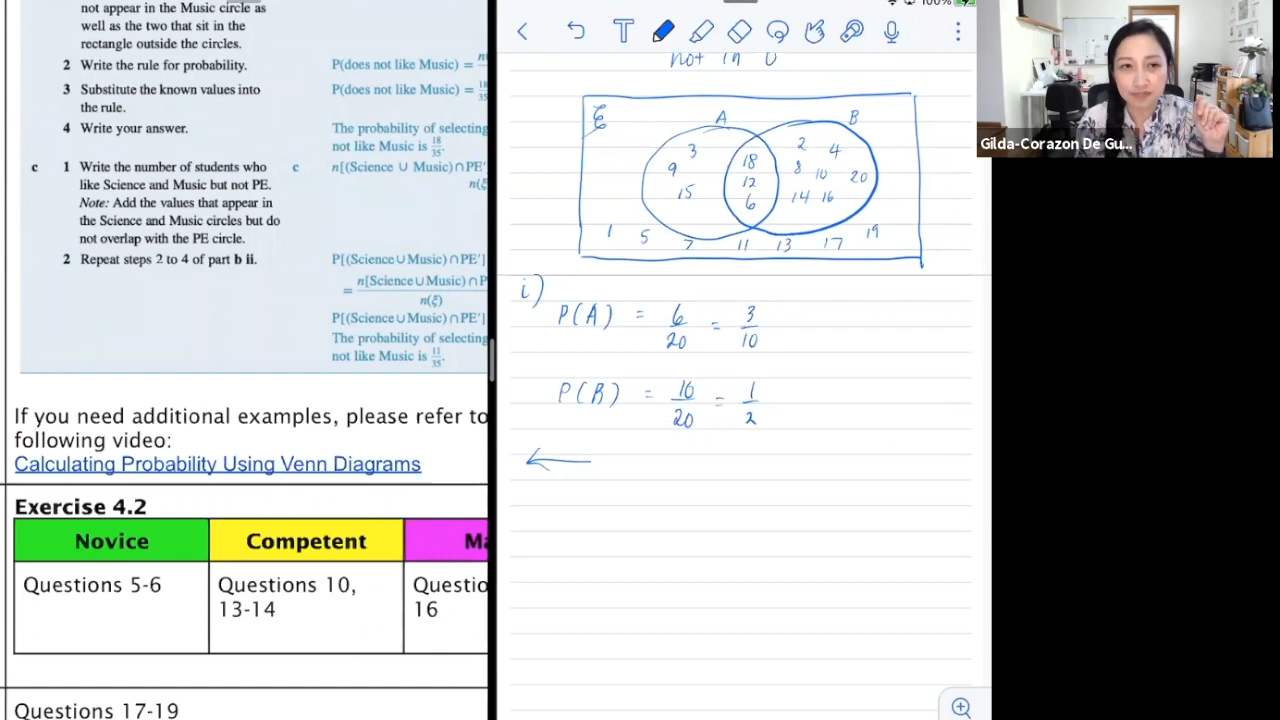 not appear in the Music circle as
well as the two that sit in the
rectangle outside the circles.
2 Write the rule for probability.
P(does not like Music) =
3 Substitute the known values into
the rule.
P(does not like Music) = 18/35
4 Write your answer.
The probability of selecting
not like Music is 18/35.
c 1 Write the number of students who
like Science and Music but not PE.
Note: Add the values that appear in
the Science and Music circles but do
not overlap with the PE circle.
c n[(Science ∪ Music)∩PE′
n(ξ
2 Repeat steps 2 to 4 of part b ii.
P[(Science∪Music)∩PE′]
= n[Science∪Music)∩P
n(ξ)
P[(Science∪Music)∩PE′]
The probability of selecting
not like Music is 11/35.
If you need additional examples, please refer to
following video:
Calculating Probability Using Venn Diagrams
Exercise 4.2
Novice Competent Ma
Questions 5-6
Questions 10,
13-14
Questio
16
Questions 17-19
100%
not in U
ξ A B
3 18 2 4
9 12 8 10 20
15 6 14 16
1 5 7 11 13 17 19
i)
P(A) = 6/20 = 3/10
P(B) = 10/20 = 1/2
Gilda-Corazon De Gu...